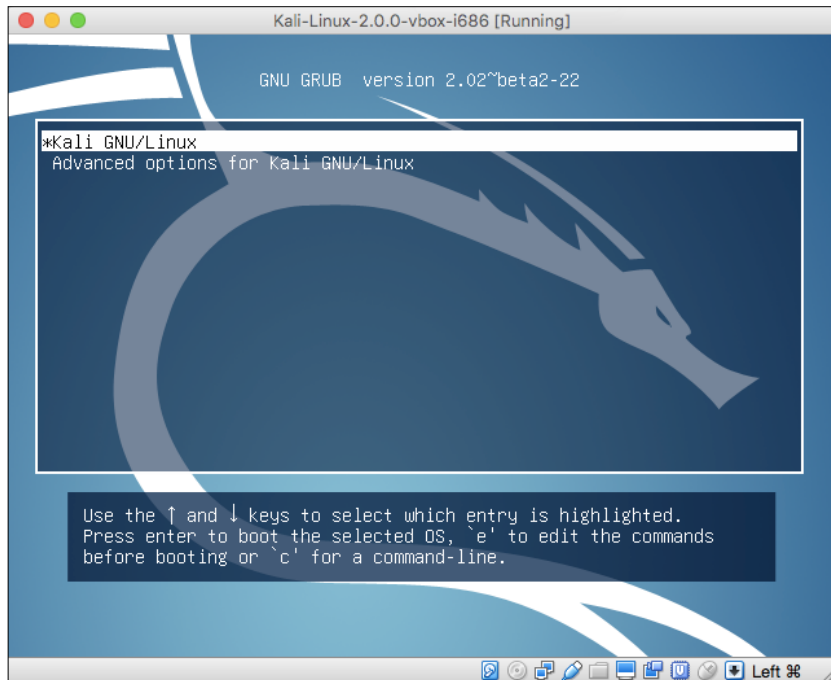 Kali-Linux-2.0.0-vbox-i686 [Running]
GNU GRUB  version 2.02~beta2-22
*Kali GNU/Linux
Advanced options for Kali GNU/Linux
Use the ↑ and ↓ keys to select which entry is highlighted.
Press enter to boot the selected OS, `e' to edit the commands
before booting or `c' for a command-line.
Left ⌘